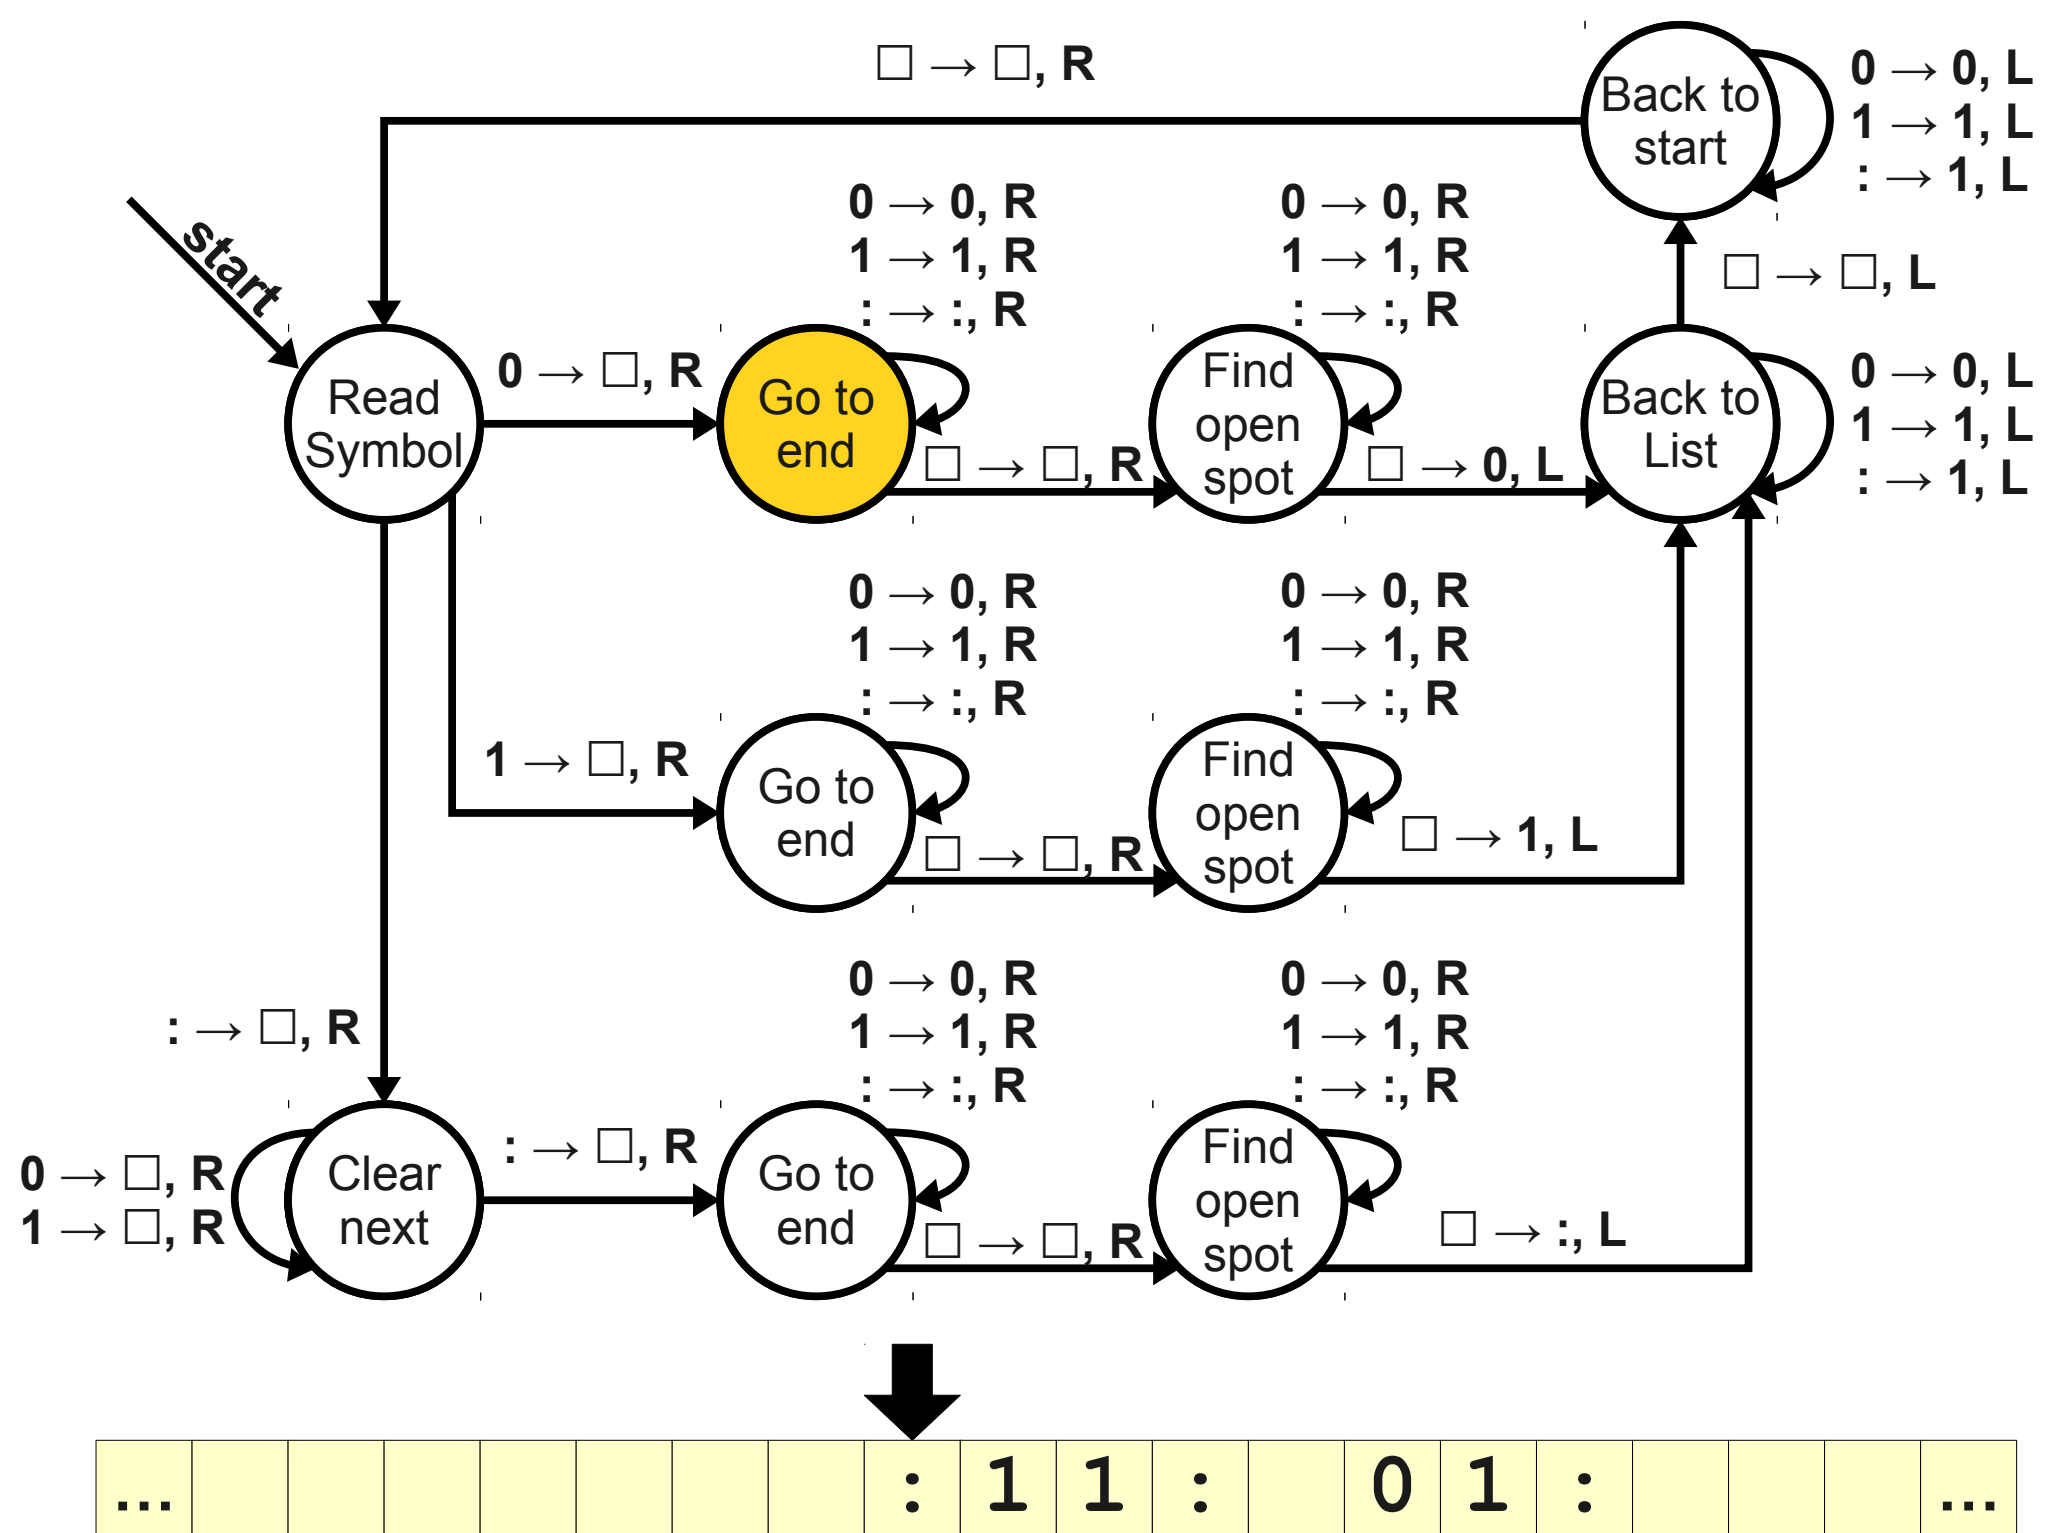 □ → □, R
Back to
start
0 → 0, L
1 → 1, L
: → 1, L
start
0 → 0, R
1 → 1, R
: → :, R
0 → 0, R
1 → 1, R
: → :, R
□ → □, L
Read
Symbol
0 → □, R
Go to
end
□ → □, R
Find
open
spot
□ → 0, L
Back to
List
0 → 0, L
1 → 1, L
: → 1, L
0 → 0, R
1 → 1, R
: → :, R
0 → 0, R
1 → 1, R
: → :, R
1 → □, R
Go to
end
□ → □, R
Find
open
spot
□ → 1, L
0 → 0, R
1 → 1, R
: → :, R
0 → 0, R
1 → 1, R
: → :, R
: → □, R
0 → □, R
1 → □, R
Clear
next
: → □, R
Go to
end
□ → □, R
Find
open
spot
□ → :, L
... : 1 1 : 0 1 : ...